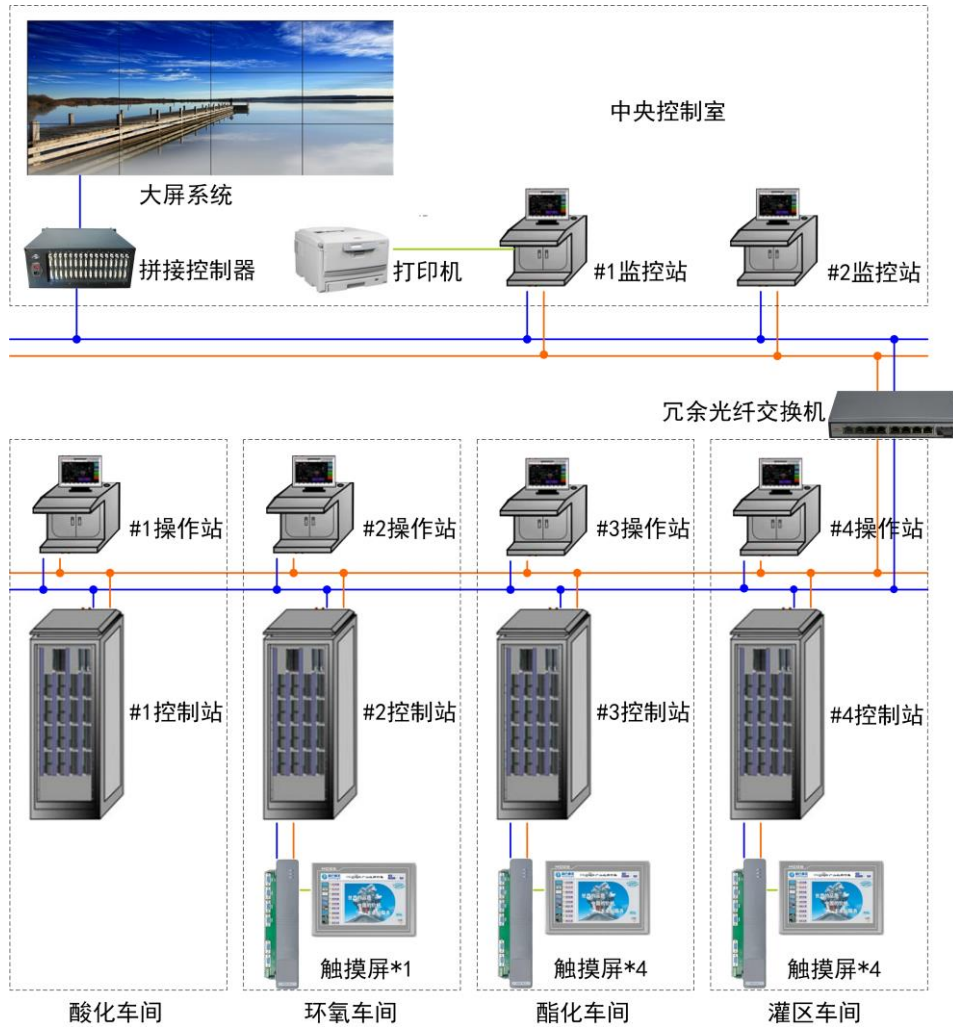 中央控制室
大屏系统
拼接控制器
打印机
#1监控站
#2监控站
冗余光纤交换机
#1操作站
#2操作站
#3操作站
#4操作站
#1控制站
#2控制站
#3控制站
#4控制站
触摸屏*1
触摸屏*4
触摸屏*4
酸化车间
环氧车间
酯化车间
灌区车间